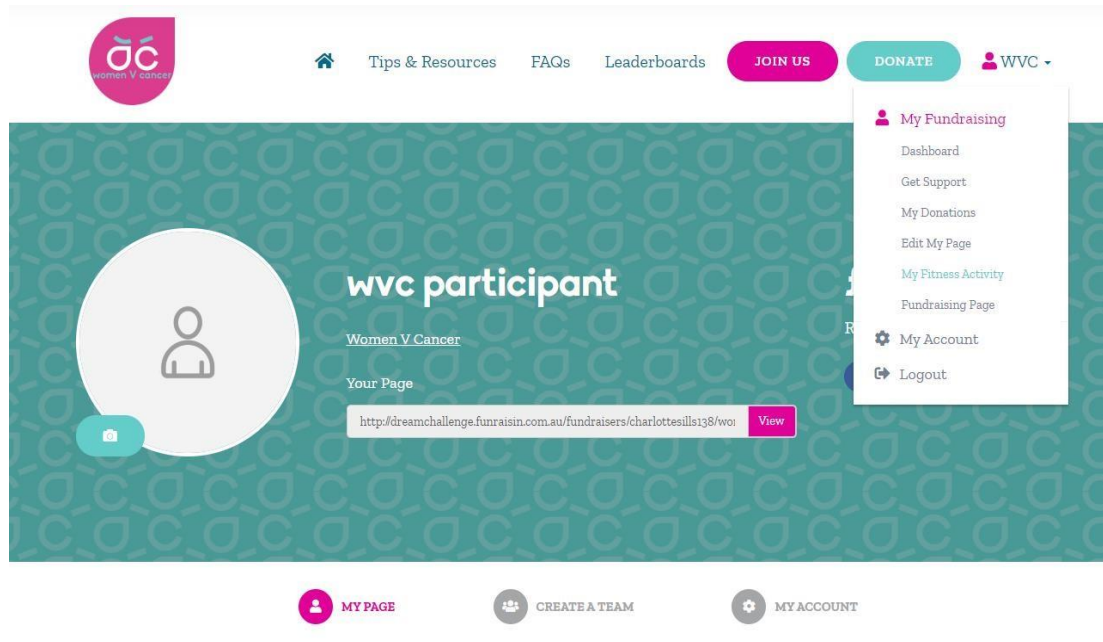 women V cancer
Tips & Resources FAQs Leaderboards JOIN US DONATE WVC
My Fundraising
Dashboard
Get Support
My Donations
Edit My Page
My Fitness Activity
Fundraising Page
My Account
Logout
wvc participant
£
Women V Cancer
R
Your Page
http://dreamchallenge.funraisin.com.au/fundraisers/charlottesills138/wo View
MY PAGE CREATE A TEAM MY ACCOUNT